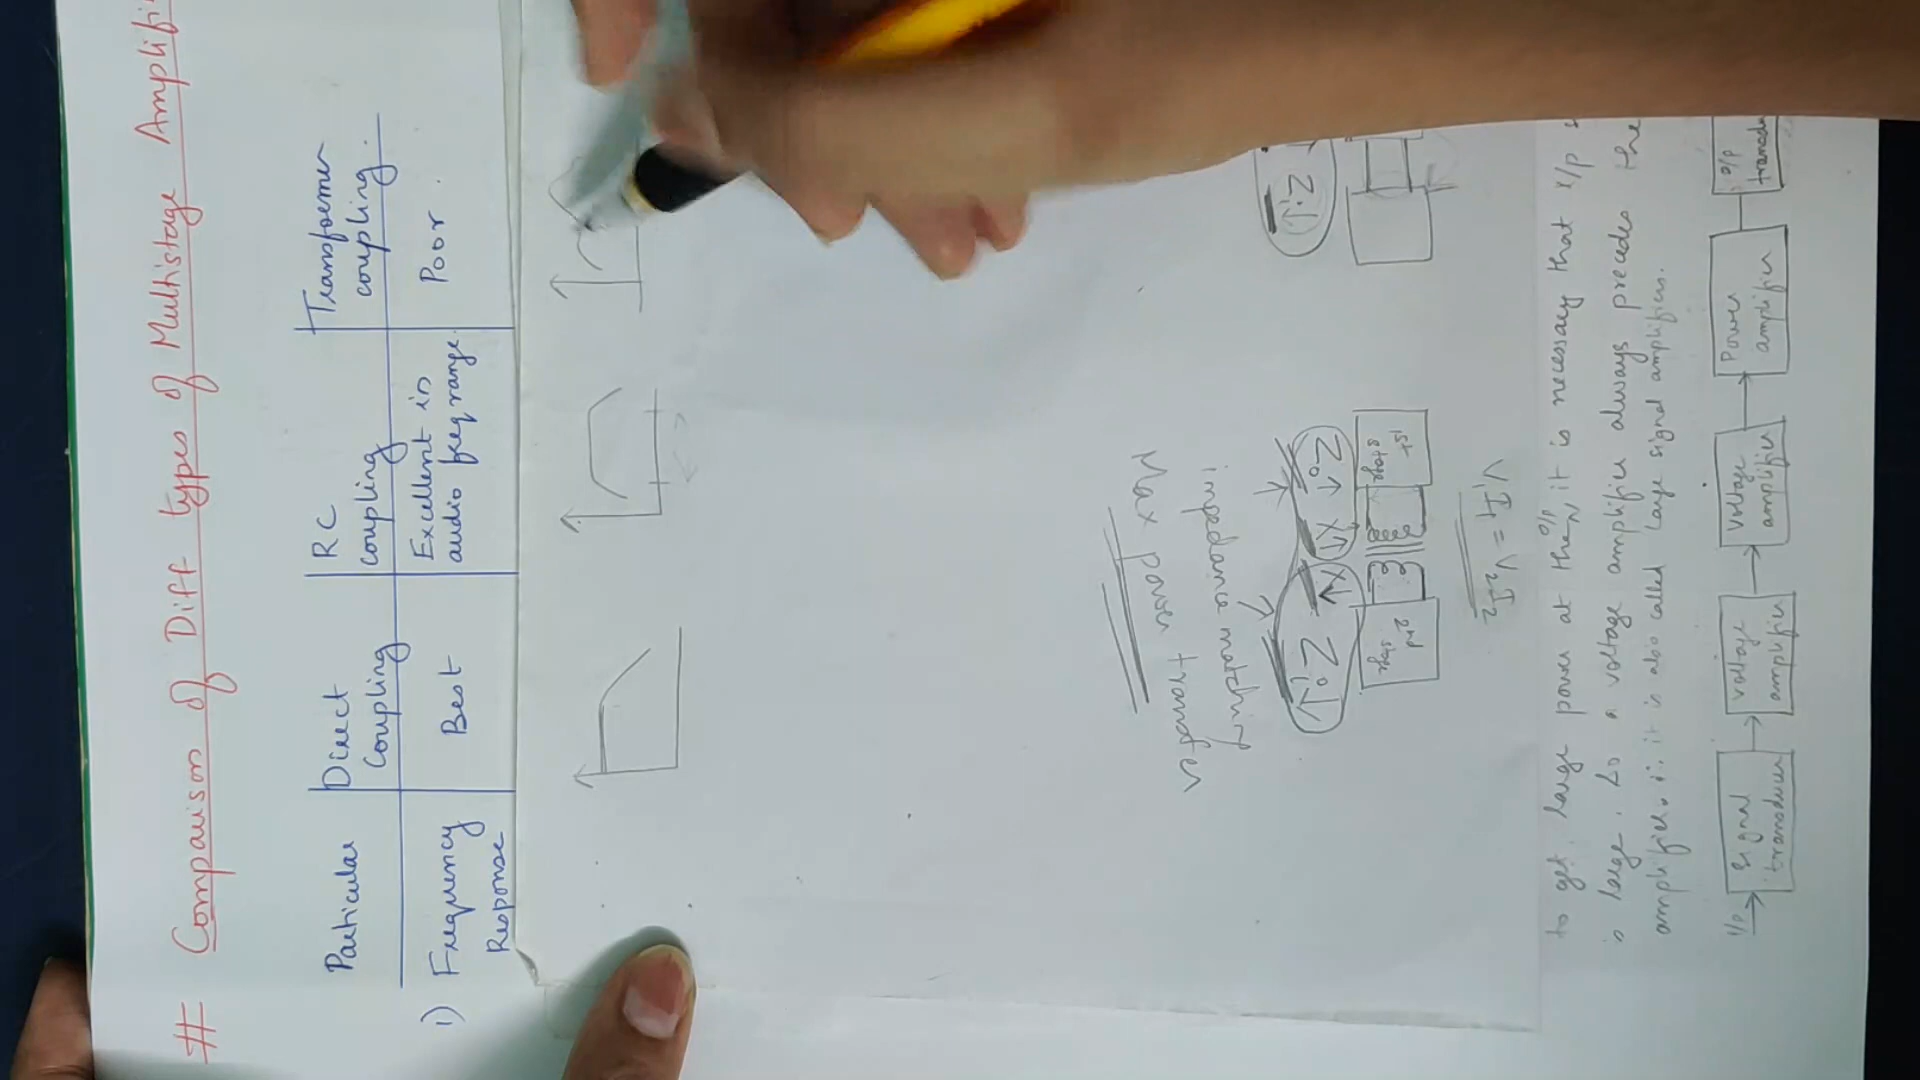 # Comparison of Diff types of Multistage Amplifi
Particular
Direct
Coupling
RC
coupling
Transformer
coupling.
1) Frequency
Response
Best
Excellent in
audio freq range.
Poor.
Max power transfer
impedance matching
Zo↑ X↑ X↓ Zi↓
Zi↓
1st
stage
2nd
stage
V1I1 = V2I2
to get large power at the o/p, it is necessary that i/p
is large. So a voltage amplifier always precedes the
amplifier. it is also called large signal amplifiers.
i/p
signal
transducer
voltage
amplifier
voltage
amplifier
Power
amplifier
o/p
transdu